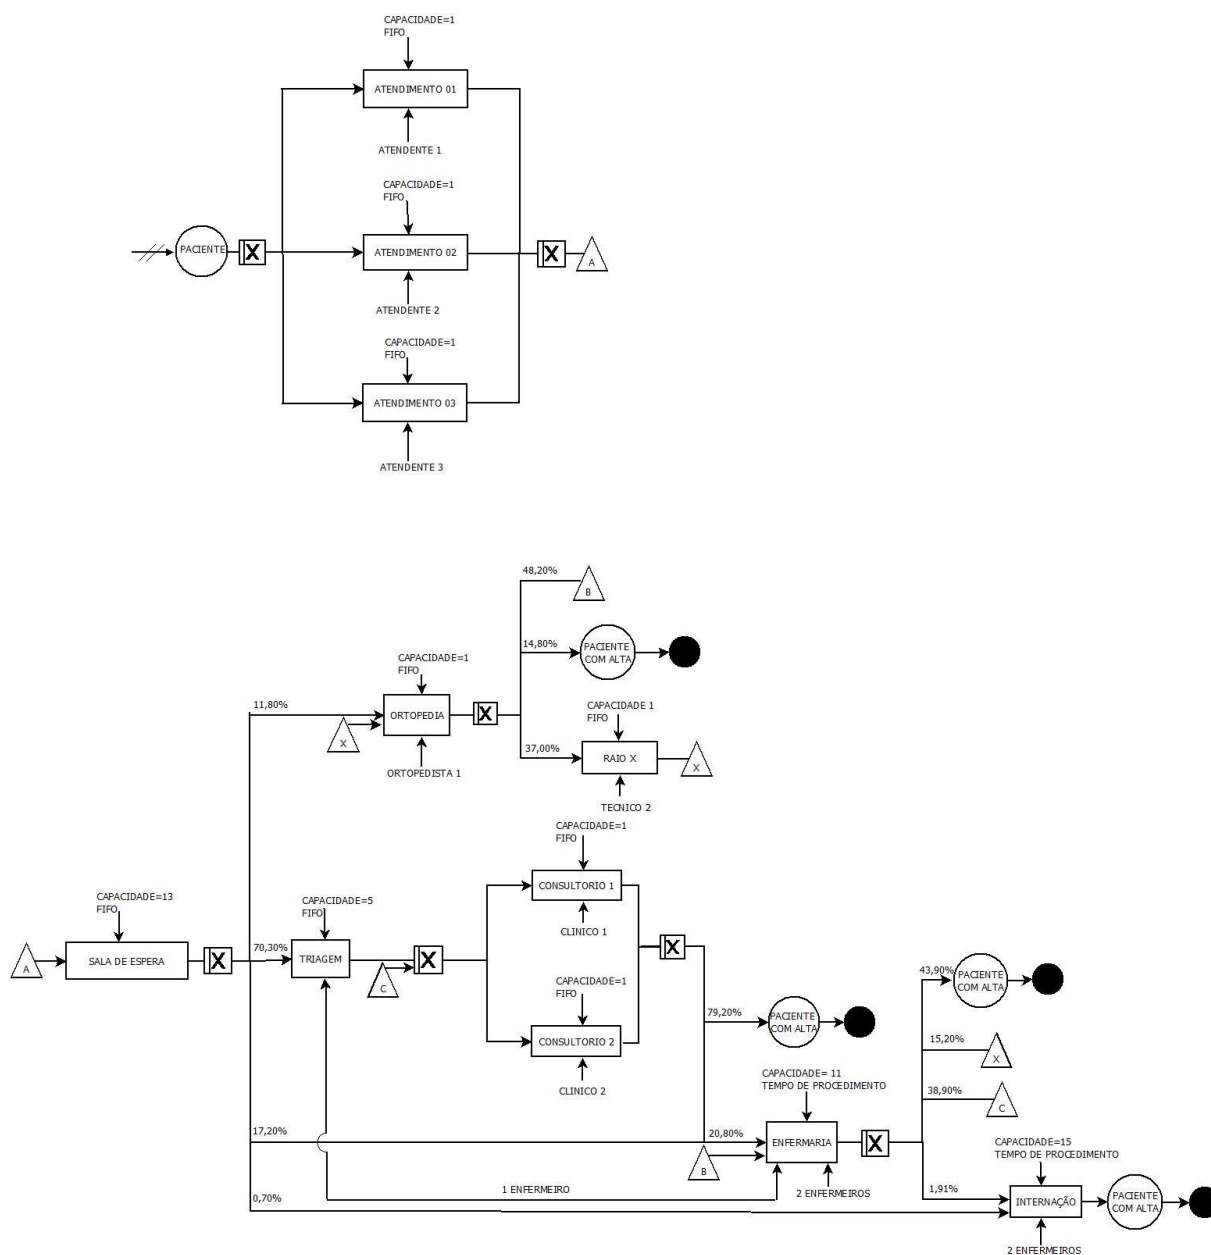 CAPACIDADE=1
FIFO
ATENDIMENTO 01
ATENDENTE 1
CAPACIDADE=1
FIFO
PACIENTE
X
ATENDIMENTO 02
X
A
ATENDENTE 2
CAPACIDADE=1
FIFO
ATENDIMENTO 03
ATENDENTE 3
48,20%
B
14,80%
PACIENTE
COM ALTA
CAPACIDADE=1
FIFO
11,80%
ORTOPEDIA
X
X
ORTOPEDISTA 1
CAPACIDADE 1
FIFO
37,00%
RAIO X
X
TECNICO 2
CAPACIDADE=1
FIFO
CONSULTORIO 1
CLINICO 1
CAPACIDADE=13
FIFO
A
SALA DE ESPERA
X
CAPACIDADE=5
FIFO
70,30%
TRIAGEM
C
X
X
CAPACIDADE=1
FIFO
CONSULTORIO 2
CLINICO 2
79,20%
PACIENTE
COM ALTA
43,90%
PACIENTE
COM ALTA
15,20%
X
38,90%
C
CAPACIDADE= 11
TEMPO DE PROCEDIMENTO
17,20%
20,80%
ENFERMARIA
X
B
1 ENFERMEIRO
2 ENFERMEIROS
CAPACIDADE=15
TEMPO DE PROCEDIMENTO
0,70%
1,91%
INTERNAÇÃO
PACIENTE
COM ALTA
2 ENFERMEIROS